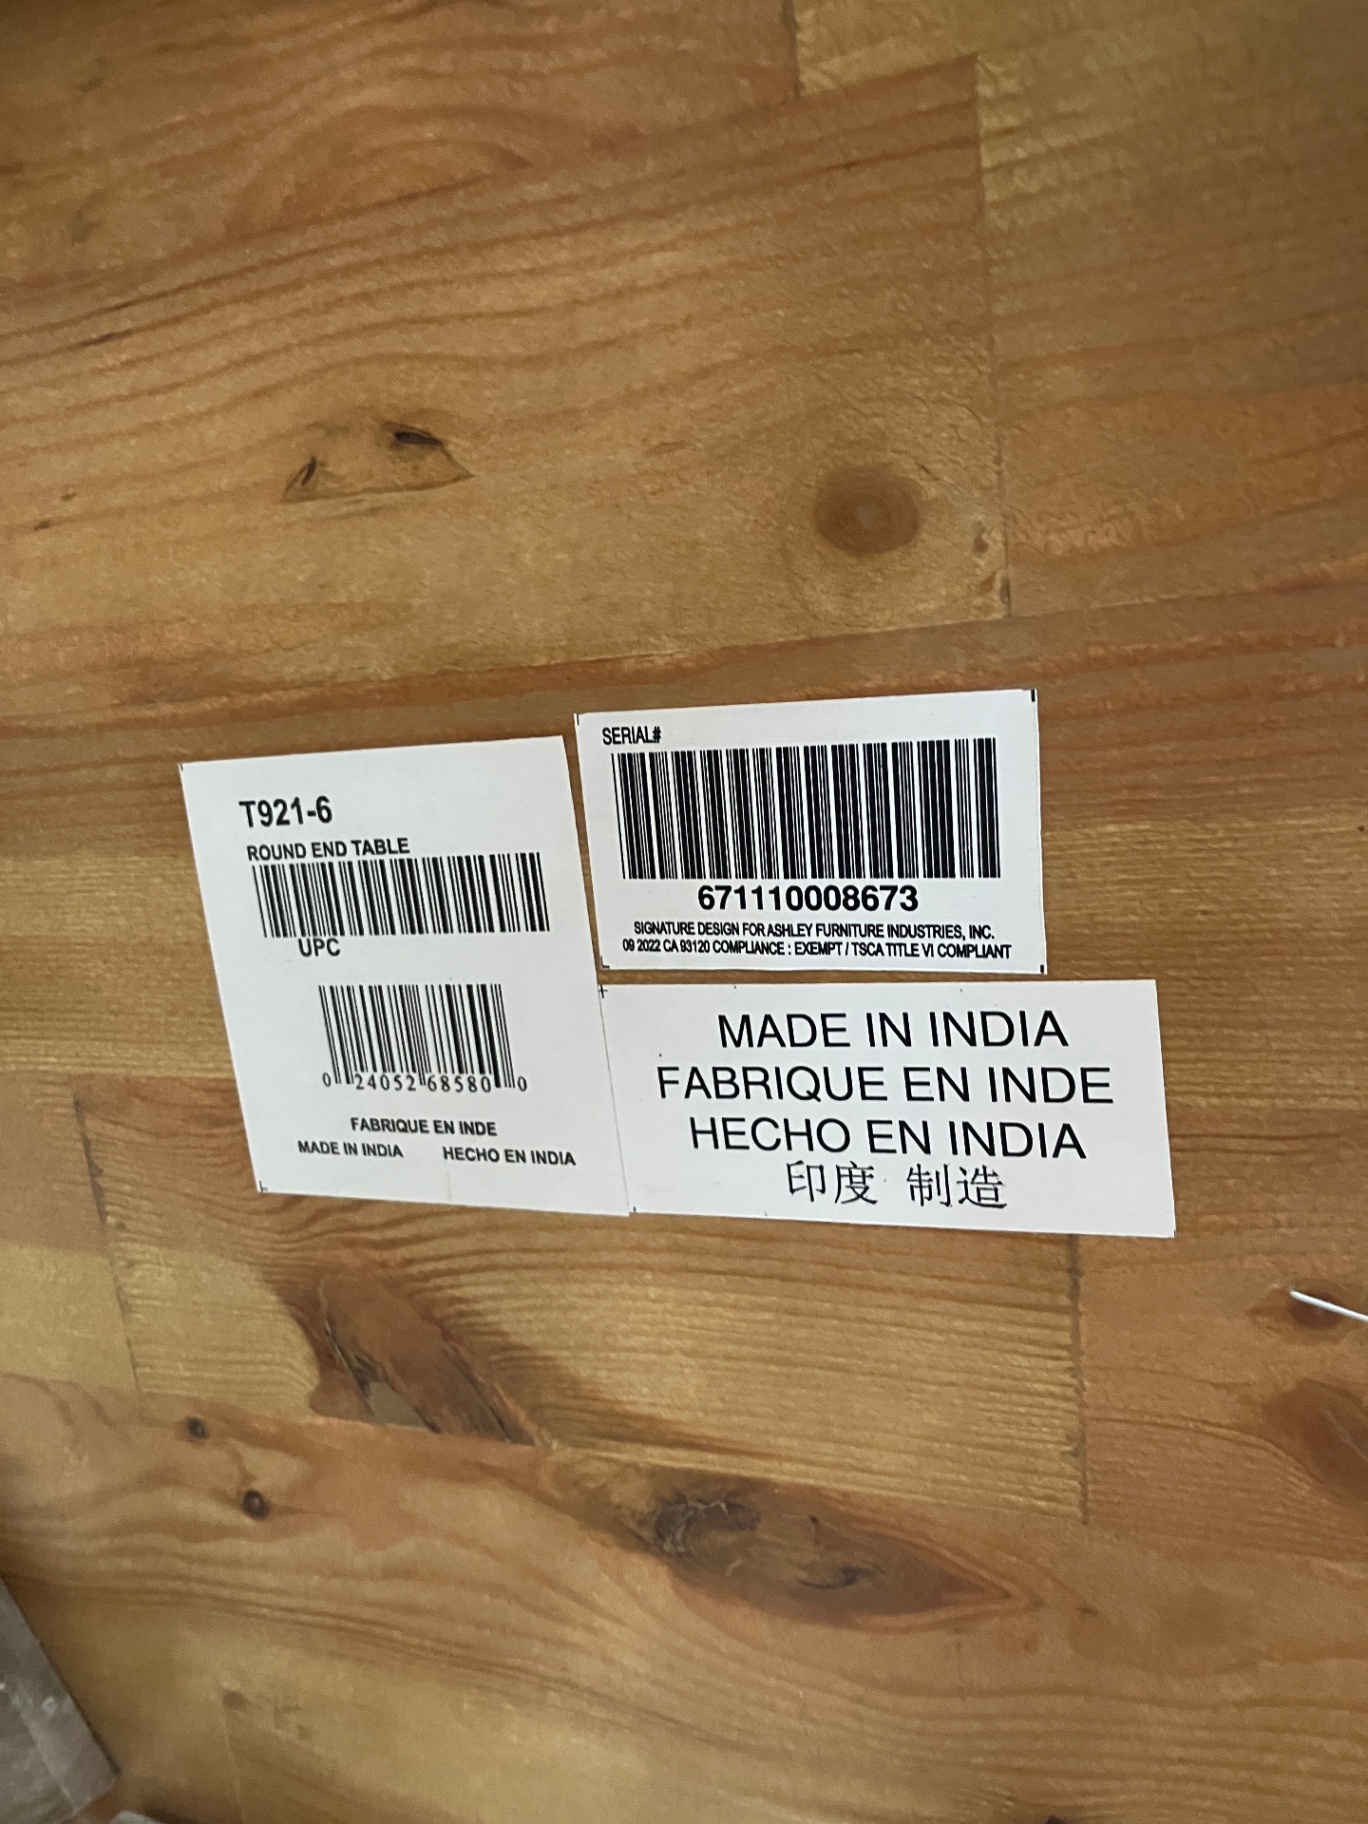 T921-6
ROUND END TABLE
UPC
0 24052 68580 0
FABRIQUE EN INDE
MADE IN INDIA HECHO EN INDIA
SERIAL#
671110008673
SIGNATURE DESIGN FOR ASHLEY FURNITURE INDUSTRIES, INC.
09 2022 CA 93120 COMPLIANCE : EXEMPT / TSCA TITLE VI COMPLIANT
MADE IN INDIA
FABRIQUE EN INDE
HECHO EN INDIA
印度 制造